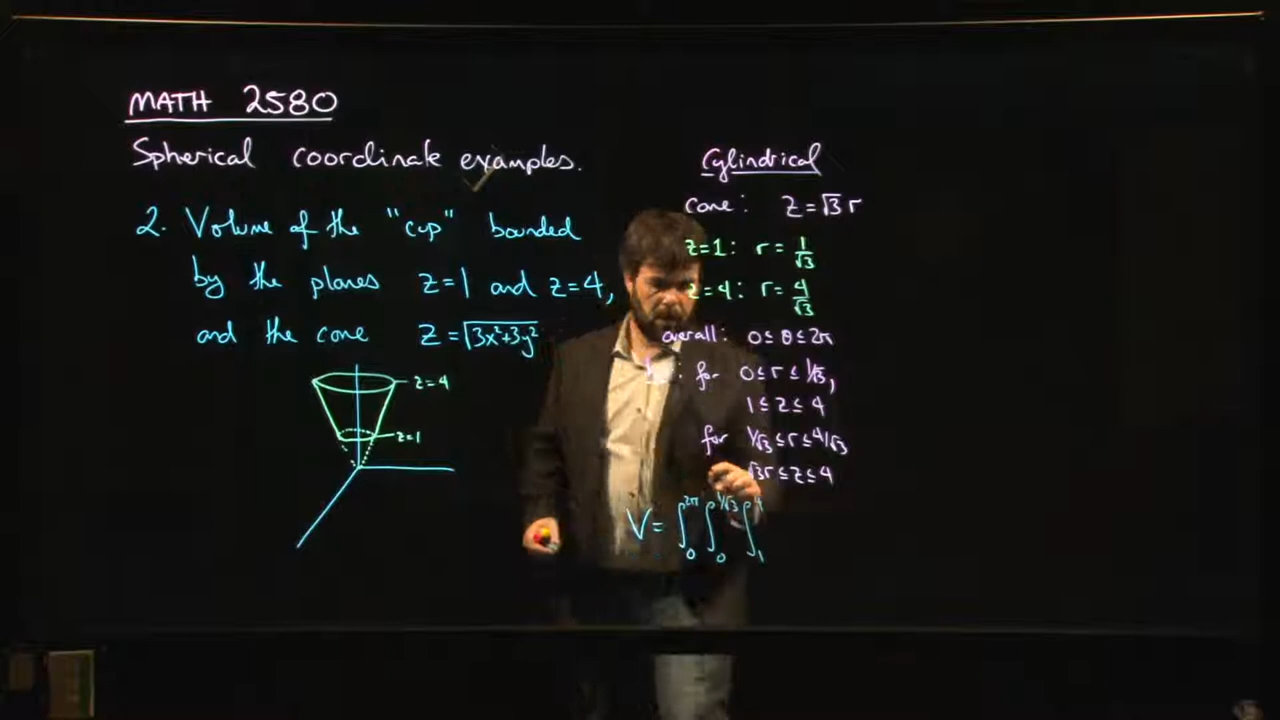 MATH 2580
Spherical coordinate examples.
2. Volume of the "cup" bounded
by the planes z=1 and z=4,
and the cone z=√3x²+3y²
z=4
z=1
Cylindrical
cone: z=√3 r
z=1: r=1/√3
z=4: r=4/√3
overall: 0≤θ≤2π
for 0≤r≤1/√3,
1≤z≤4
for 1/√3≤r≤4/√3
√3r≤z≤4
V=∫₀^2π ∫₀^1/√3 ∫₁^4